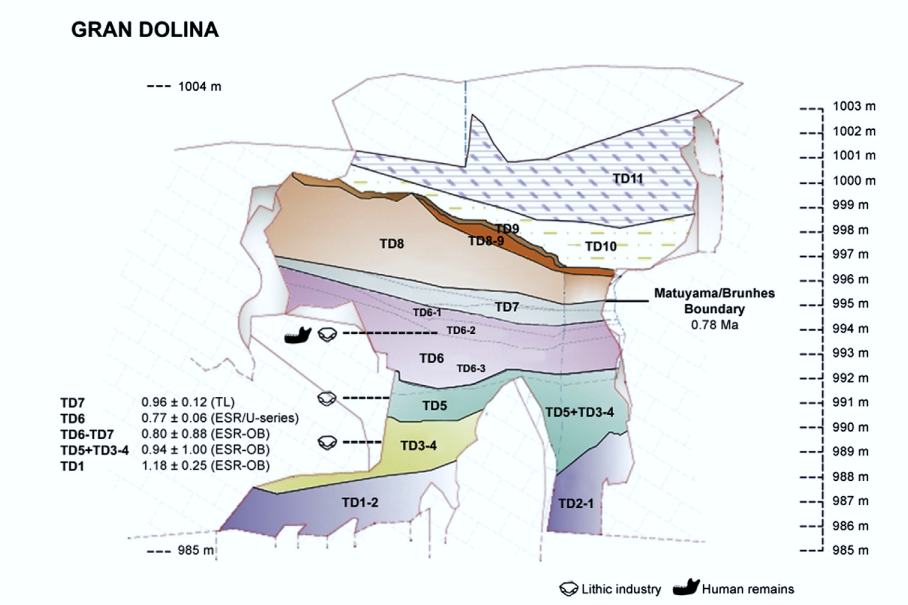 GRAN DOLINA
1004 m
1003 m
1002 m
1001 m
1000 m
999 m
998 m
997 m
996 m
995 m
994 m
993 m
992 m
991 m
990 m
989 m
988 m
987 m
986 m
985 m
985 m
TD11
TD9
TD8-9
TD10
TD8
TD7
TD6-1
TD6-2
TD6
TD6-3
TD5
TD5+TD3-4
TD3-4
TD1-2
TD2-1
Matuyama/Brunhes
Boundary
0.78 Ma
TD7 0.96 ± 0.12 (TL)
TD6 0.77 ± 0.06 (ESR/U-series)
TD6-TD7 0.80 ± 0.88 (ESR-OB)
TD5+TD3-4 0.94 ± 1.00 (ESR-OB)
TD1 1.18 ± 0.25 (ESR-OB)
Lithic industry Human remains